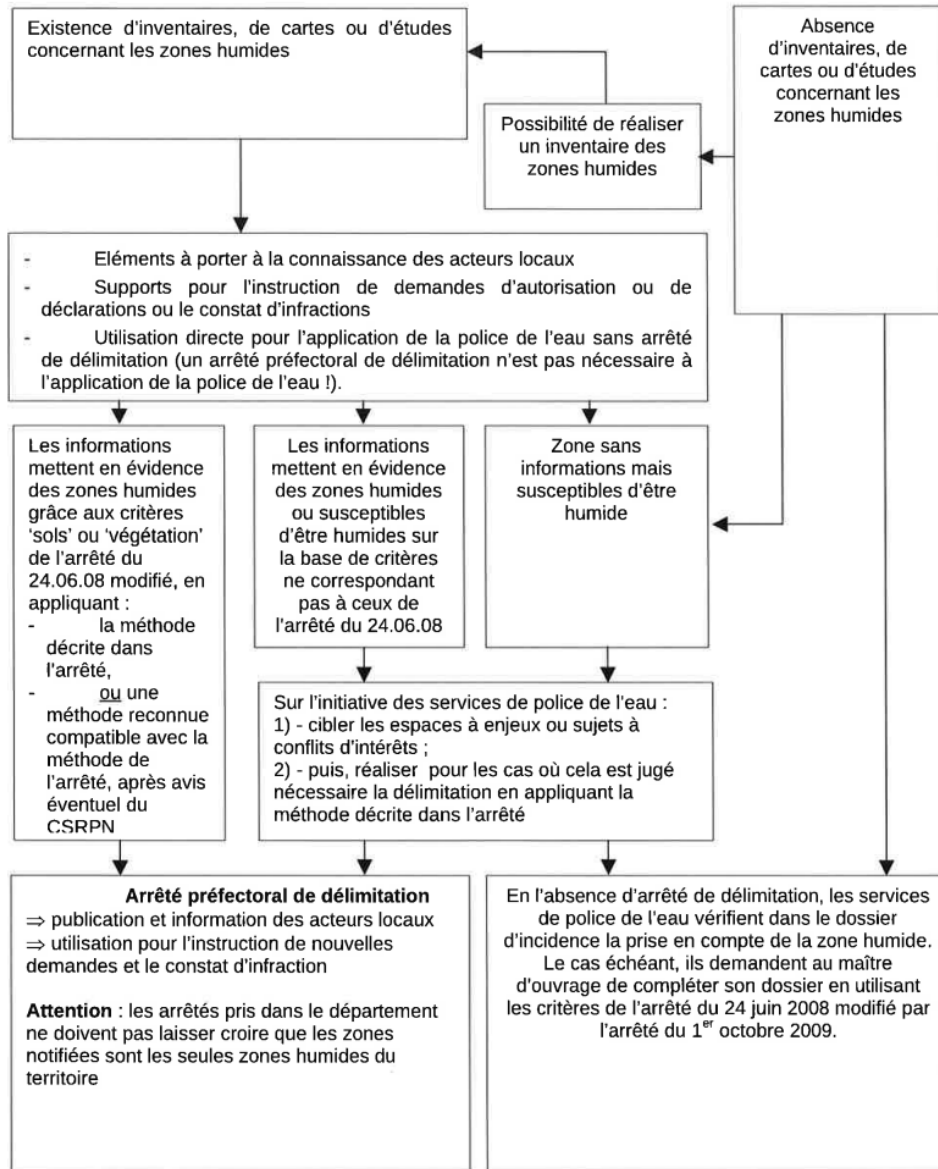 Existence d'inventaires, de cartes ou d'études
concernant les zones humides
Absence
d'inventaires, de
cartes ou d'études
concernant les
zones humides
Possibilité de réaliser
un inventaire des
zones humides
- Eléments à porter à la connaissance des acteurs locaux
- Supports pour l'instruction de demandes d'autorisation ou de
déclarations ou le constat d'infractions
- Utilisation directe pour l'application de la police de l'eau sans arrêté
de délimitation (un arrêté préfectoral de délimitation n'est pas nécessaire à
l'application de la police de l'eau !).
Les informations
mettent en évidence
des zones humides
grâce aux critères
'sols' ou 'végétation'
de l'arrêté du
24.06.08 modifié, en
appliquant :
- la méthode
décrite dans
l'arrêté,
- ou une
méthode reconnue
compatible avec la
méthode de
l'arrêté, après avis
éventuel du
CSRPN
Les informations
mettent en évidence
des zones humides
ou susceptibles
d'être humides sur
la base de critères
ne correspondant
pas à ceux de
l'arrêté du 24.06.08
Zone sans
informations mais
susceptibles d'être
humide
Sur l'initiative des services de police de l'eau :
1) - cibler les espaces à enjeux ou sujets à
conflits d'intérêts ;
2) - puis, réaliser pour les cas où cela est jugé
nécessaire la délimitation en appliquant la
méthode décrite dans l'arrêté
Arrêté préfectoral de délimitation
⇒ publication et information des acteurs locaux
⇒ utilisation pour l'instruction de nouvelles
demandes et le constat d'infraction
Attention : les arrêtés pris dans le département
ne doivent pas laisser croire que les zones
notifiées sont les seules zones humides du
territoire
En l'absence d'arrêté de délimitation, les services
de police de l'eau vérifient dans le dossier
d'incidence la prise en compte de la zone humide.
Le cas échéant, ils demandent au maître
d'ouvrage de compléter son dossier en utilisant
les critères de l'arrêté du 24 juin 2008 modifié par
l'arrêté du 1er octobre 2009.